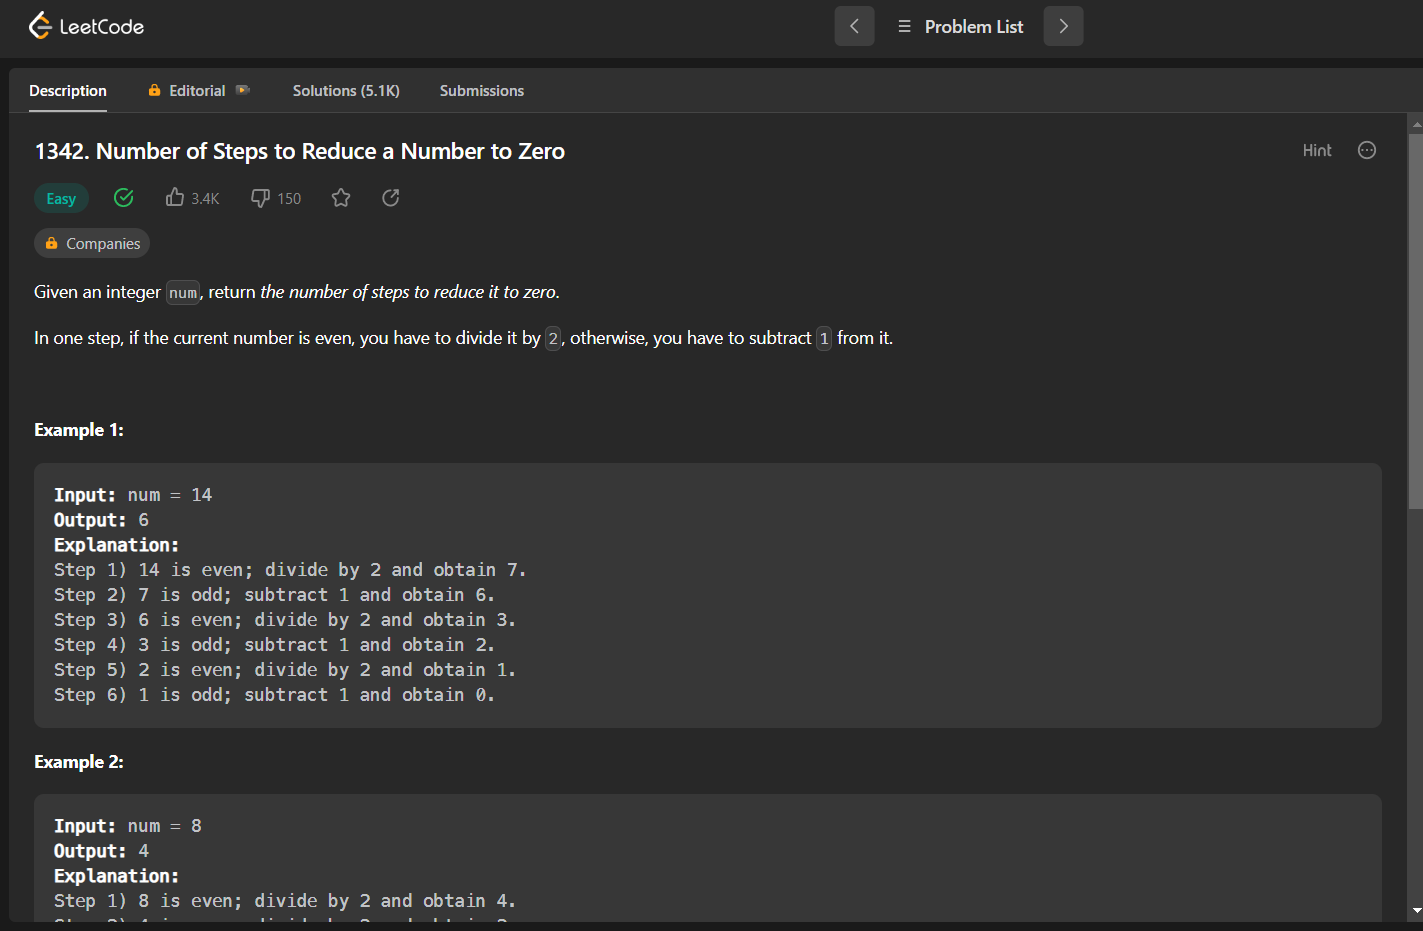 LeetCode
Problem List
Description Editorial Solutions (5.1K) Submissions
1342. Number of Steps to Reduce a Number to Zero
Hint
Easy 3.4K 150
Companies
Given an integer num, return the number of steps to reduce it to zero.
In one step, if the current number is even, you have to divide it by 2, otherwise, you have to subtract 1 from it.
Example 1:
Input: num = 14
Output: 6
Explanation:
Step 1) 14 is even; divide by 2 and obtain 7.
Step 2) 7 is odd; subtract 1 and obtain 6.
Step 3) 6 is even; divide by 2 and obtain 3.
Step 4) 3 is odd; subtract 1 and obtain 2.
Step 5) 2 is even; divide by 2 and obtain 1.
Step 6) 1 is odd; subtract 1 and obtain 0.
Example 2:
Input: num = 8
Output: 4
Explanation:
Step 1) 8 is even; divide by 2 and obtain 4.